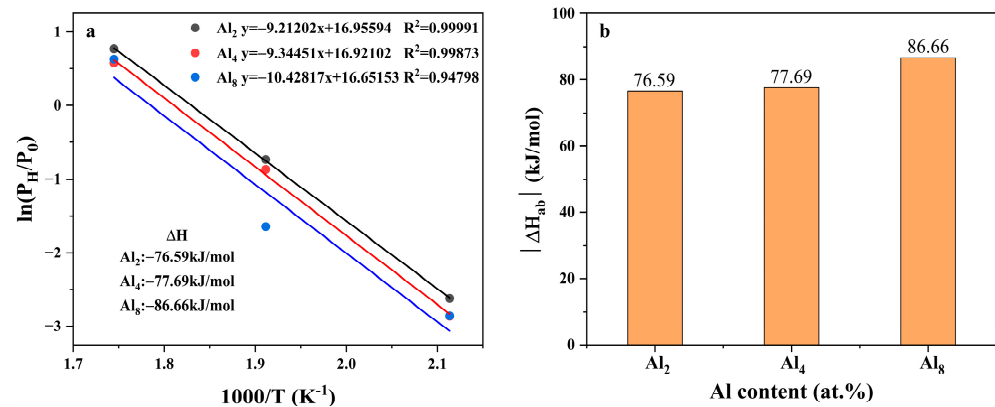 a
Al₂ y=−9.21202x+16.95594 R²=0.99991
Al₄ y=−9.34451x+16.92102 R²=0.99873
Al₈ y=−10.42817x+16.65153 R²=0.94798
1
0
−1
−2
−3
ln(P_H/P₀)
ΔH
Al₂:−76.59kJ/mol
Al₄:−77.69kJ/mol
Al₈:−86.66kJ/mol
1.7 1.8 1.9 2.0 2.1
1000/T (K⁻¹)
b
100
80
60
40
20
0
|ΔH_ab| (kJ/mol)
76.59 77.69 86.66
Al₂ Al₄ Al₈
Al content (at.%)